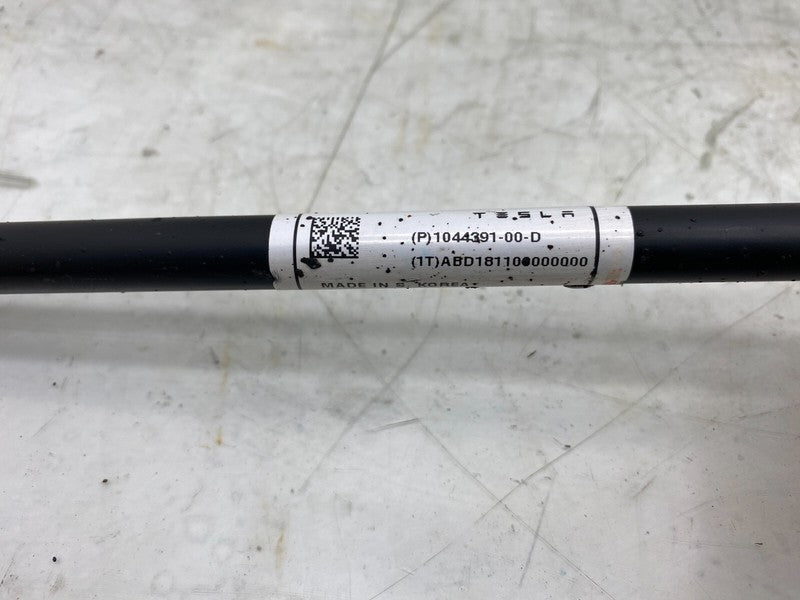 TESLA
(P)1044391-00-D
(1T)ABD181100000000
MADE IN S. KOREA